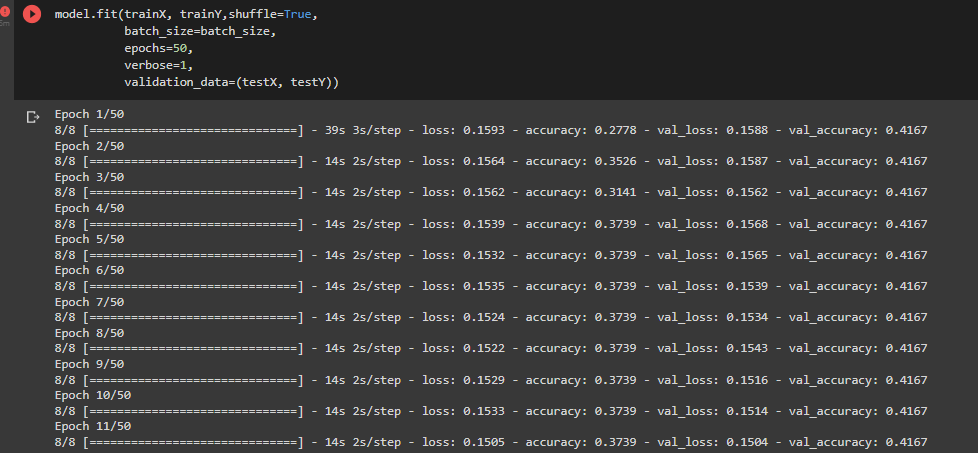 model.fit(trainX, trainY,shuffle=True,
batch_size=batch_size,
epochs=50,
verbose=1,
validation_data=(testX, testY))
Epoch 1/50
8/8 [==============================] - 39s 3s/step - loss: 0.1593 - accuracy: 0.2778 - val_loss: 0.1588 - val_accuracy: 0.4167
Epoch 2/50
8/8 [==============================] - 14s 2s/step - loss: 0.1564 - accuracy: 0.3526 - val_loss: 0.1587 - val_accuracy: 0.4167
Epoch 3/50
8/8 [==============================] - 14s 2s/step - loss: 0.1562 - accuracy: 0.3141 - val_loss: 0.1562 - val_accuracy: 0.4167
Epoch 4/50
8/8 [==============================] - 14s 2s/step - loss: 0.1539 - accuracy: 0.3739 - val_loss: 0.1568 - val_accuracy: 0.4167
Epoch 5/50
8/8 [==============================] - 14s 2s/step - loss: 0.1532 - accuracy: 0.3739 - val_loss: 0.1565 - val_accuracy: 0.4167
Epoch 6/50
8/8 [==============================] - 14s 2s/step - loss: 0.1535 - accuracy: 0.3739 - val_loss: 0.1539 - val_accuracy: 0.4167
Epoch 7/50
8/8 [==============================] - 14s 2s/step - loss: 0.1524 - accuracy: 0.3739 - val_loss: 0.1534 - val_accuracy: 0.4167
Epoch 8/50
8/8 [==============================] - 14s 2s/step - loss: 0.1522 - accuracy: 0.3739 - val_loss: 0.1543 - val_accuracy: 0.4167
Epoch 9/50
8/8 [==============================] - 14s 2s/step - loss: 0.1529 - accuracy: 0.3739 - val_loss: 0.1516 - val_accuracy: 0.4167
Epoch 10/50
8/8 [==============================] - 14s 2s/step - loss: 0.1533 - accuracy: 0.3739 - val_loss: 0.1514 - val_accuracy: 0.4167
Epoch 11/50
8/8 [==============================] - 14s 2s/step - loss: 0.1505 - accuracy: 0.3739 - val_loss: 0.1504 - val_accuracy: 0.4167